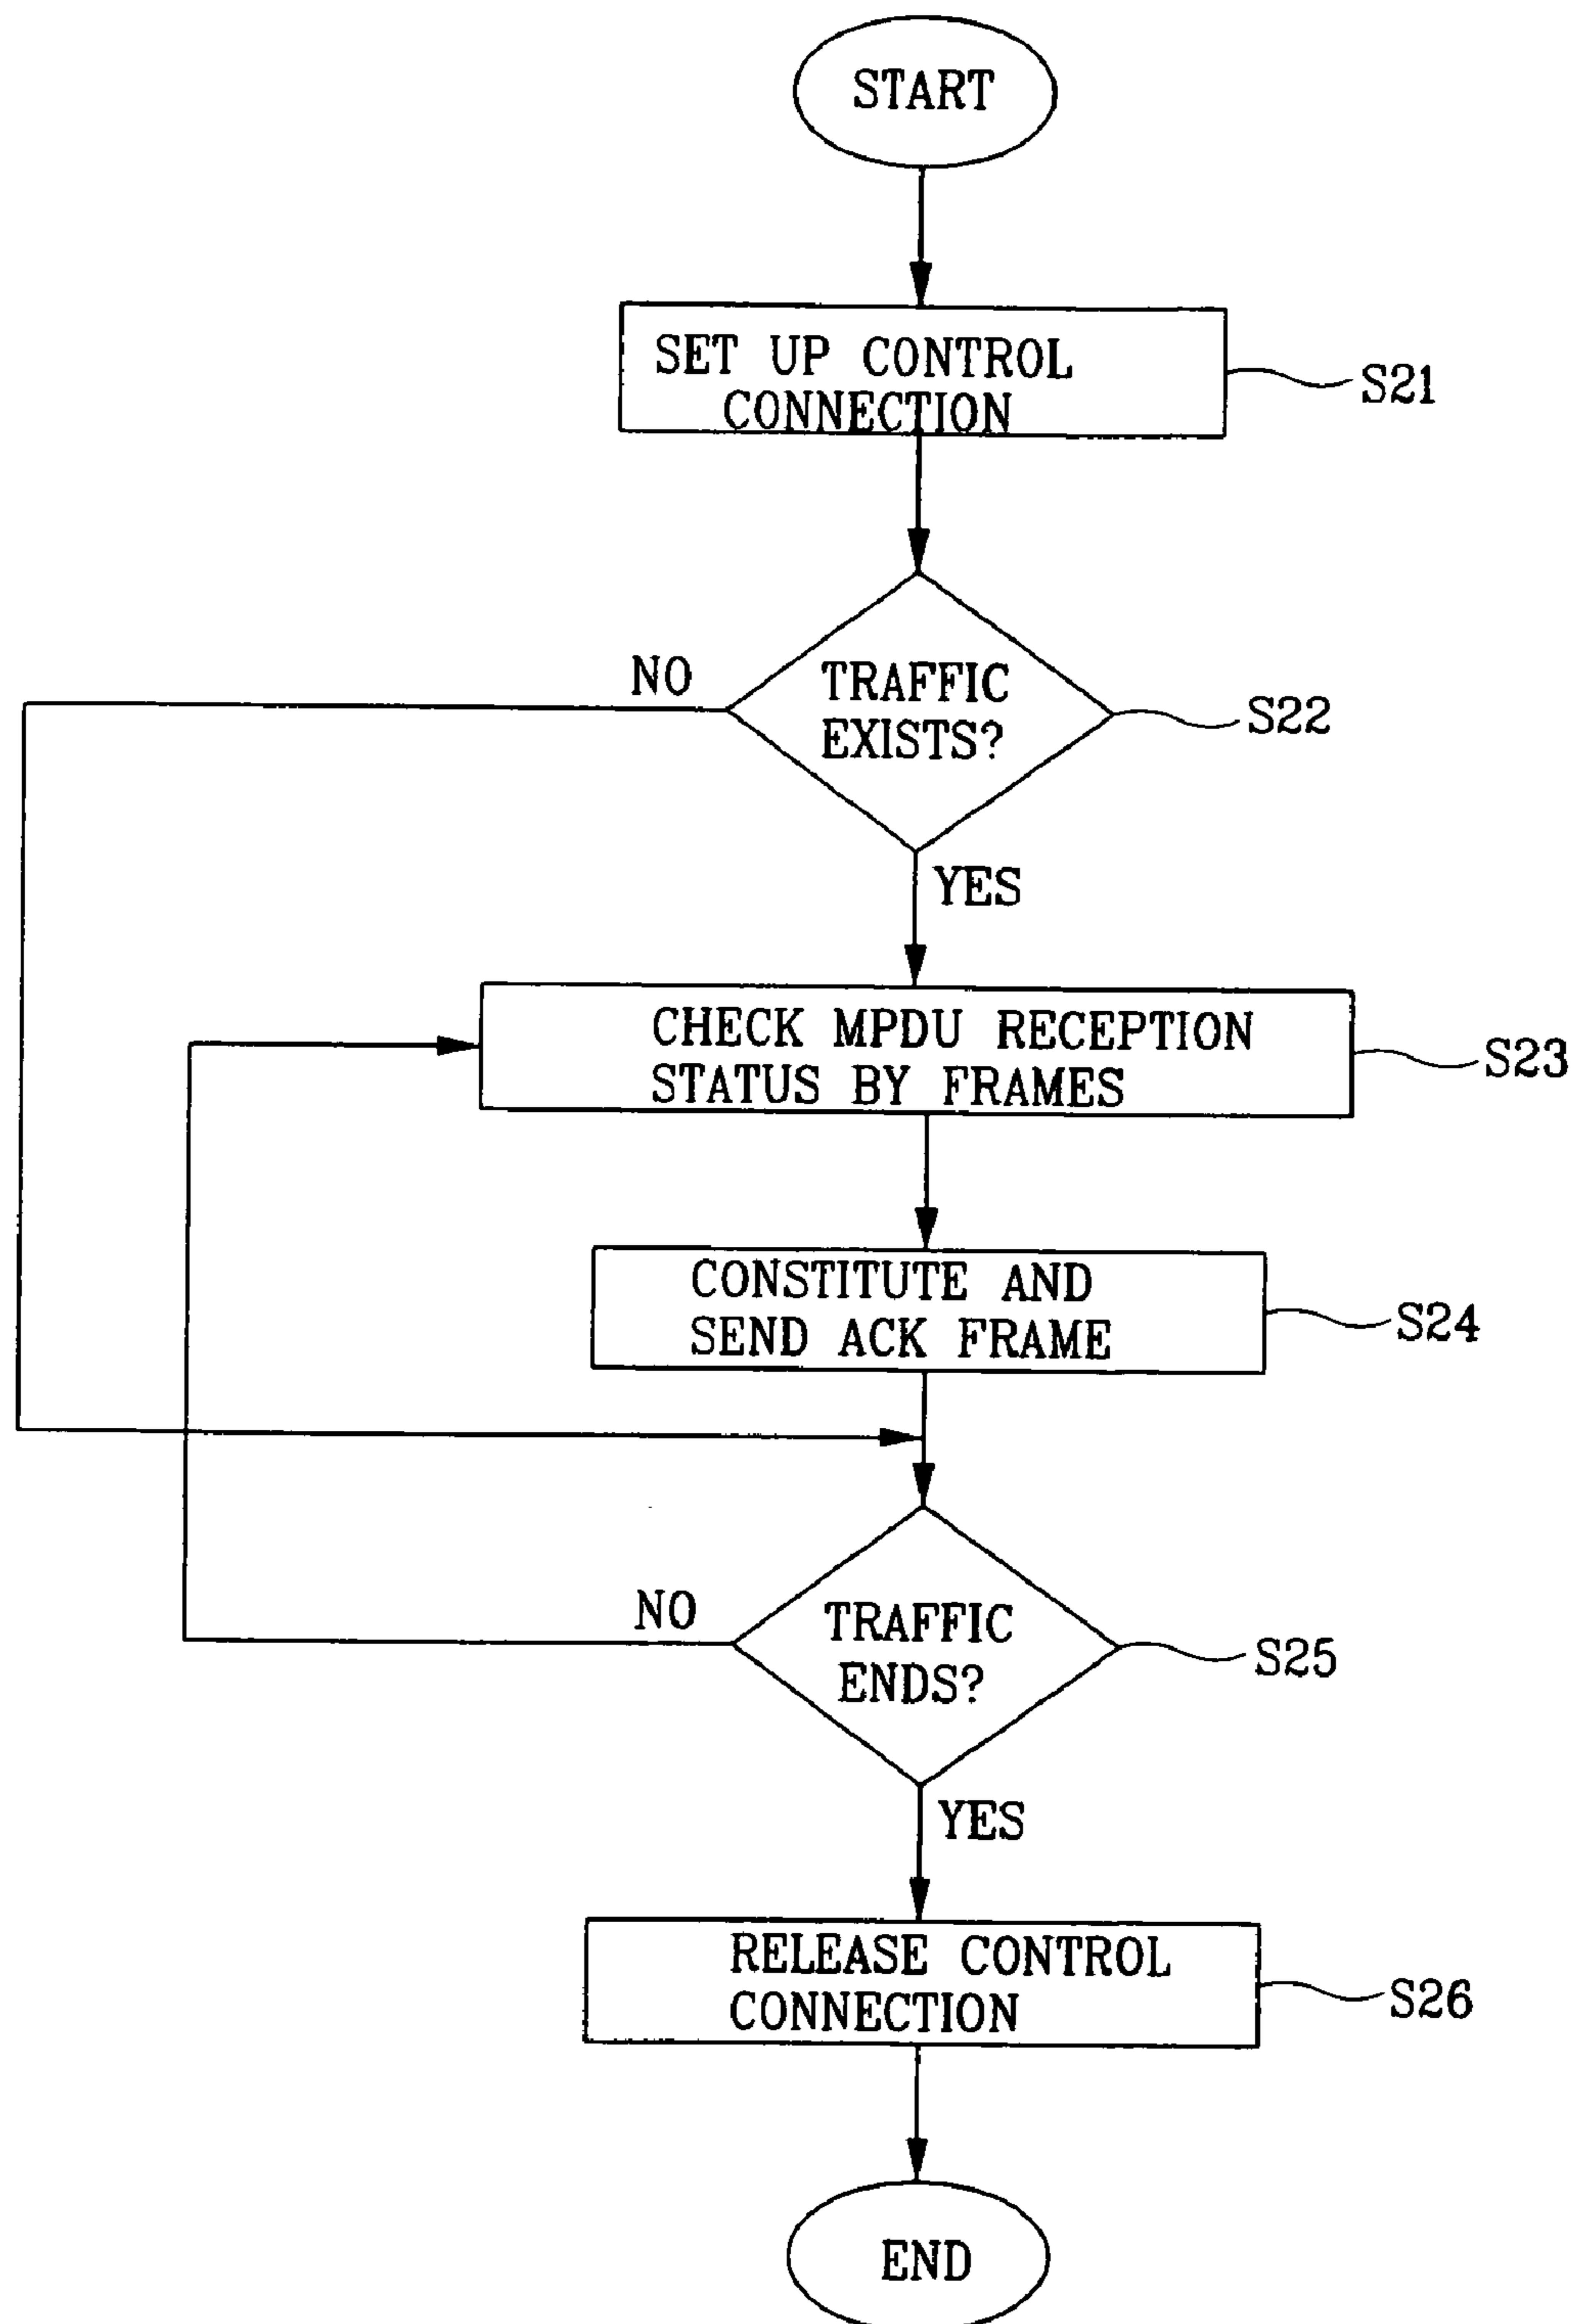 START
SET UP CONTROL
CONNECTION
S21
NO
TRAFFIC
EXISTS?
S22
YES
CHECK MPDU RECEPTION
STATUS BY FRAMES
S23
CONSTITUTE AND
SEND ACK FRAME
S24
NO
TRAFFIC
ENDS?
S25
YES
RELEASE CONTROL
CONNECTION
S26
END